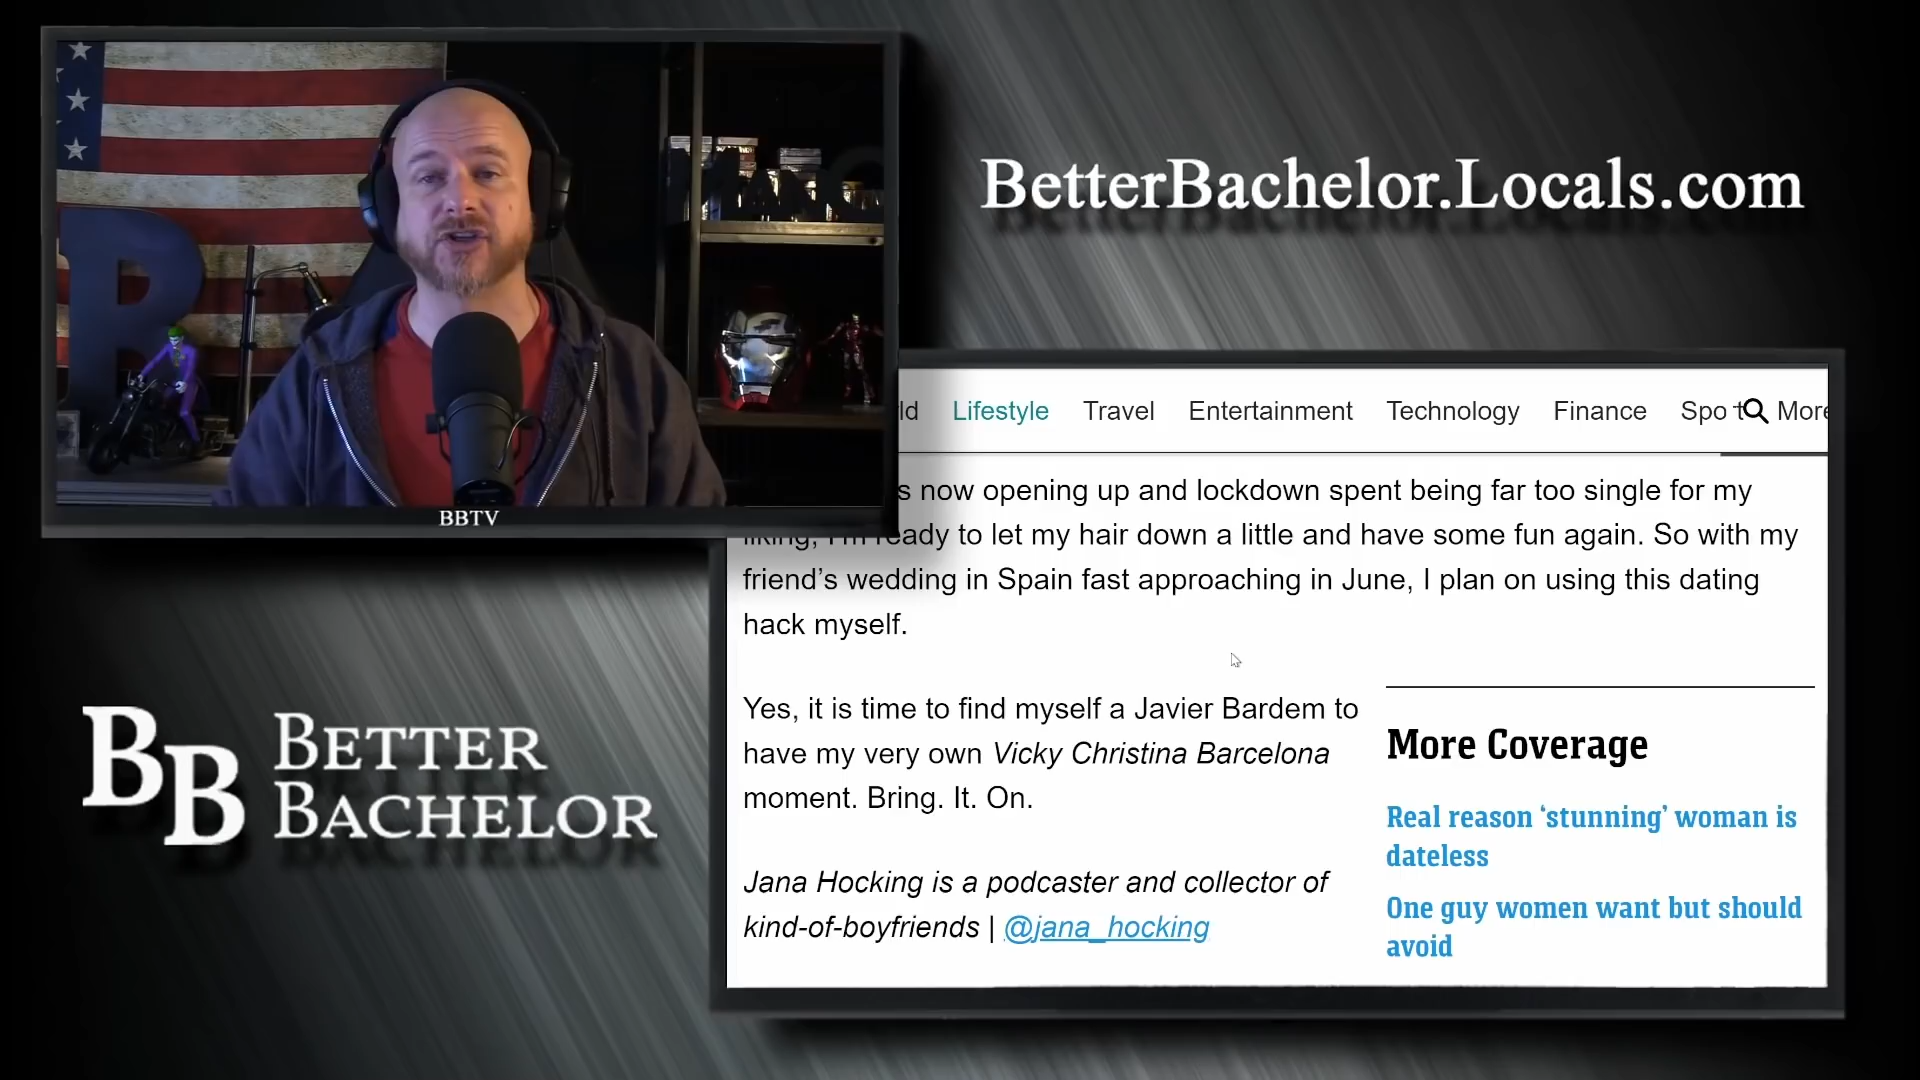 BetterBachelor.Locals.com
BBTV
BB BETTER
BACHELOR
Lifestyle Travel Entertainment Technology Finance More
now opening up and lockdown spent being far too single for my
liking, I'm ready to let my hair down a little and have some fun again. So with my
friend’s wedding in Spain fast approaching in June, I plan on using this dating
hack myself.
Yes, it is time to find myself a Javier Bardem to
have my very own Vicky Christina Barcelona
moment. Bring. It. On.
Jana Hocking is a podcaster and collector of
kind-of-boyfriends | @jana_hocking
More Coverage
Real reason ‘stunning’ woman is
dateless
One guy women want but should
avoid